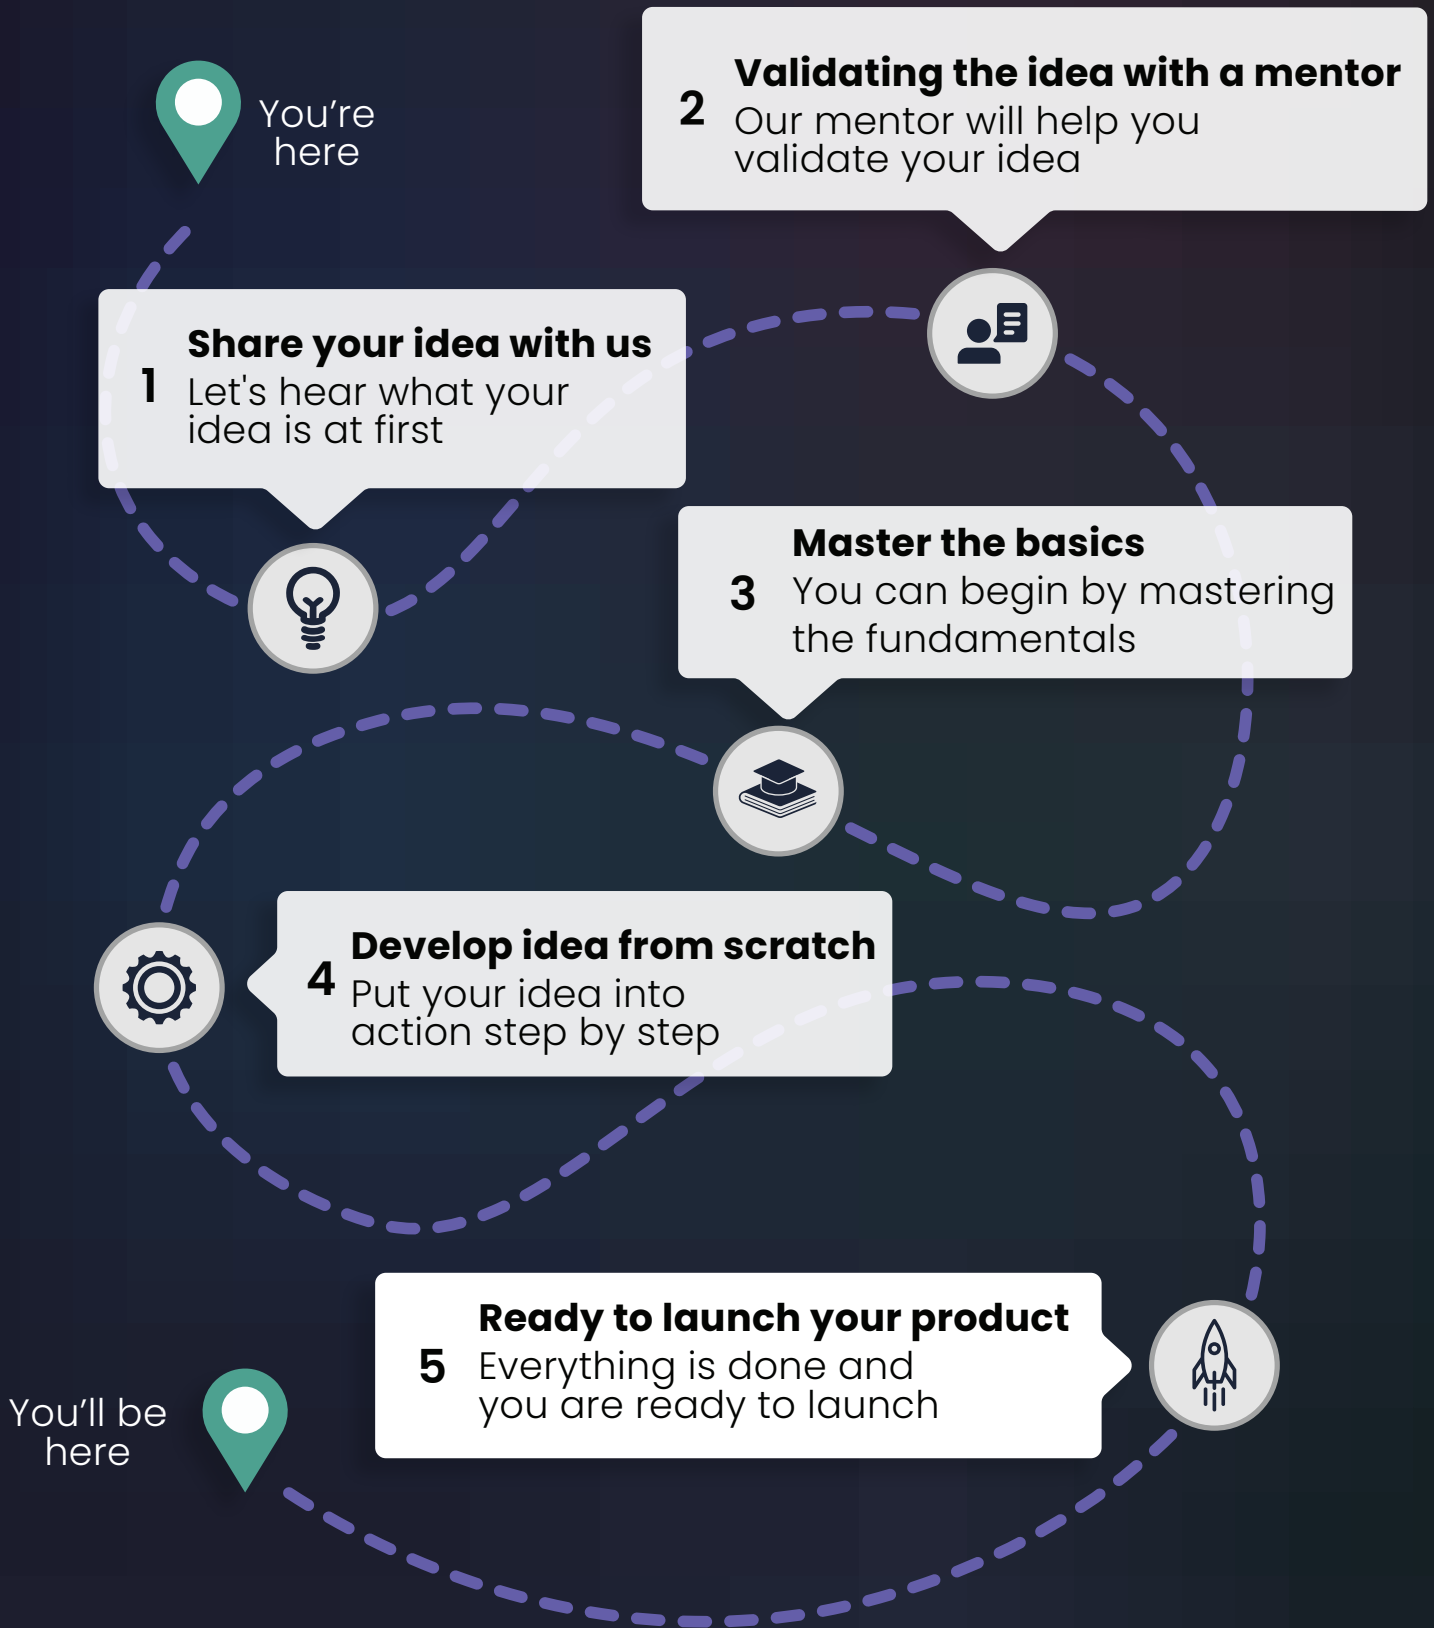 You're
here
1
Share your idea with us
Let's hear what your
idea is at first
2
Validating the idea with a mentor
Our mentor will help you
validate your idea
3
Master the basics
You can begin by mastering
the fundamentals
4
Develop idea from scratch
Put your idea into
action step by step
5
Ready to launch your product
Everything is done and
you are ready to launch
You'll be
here